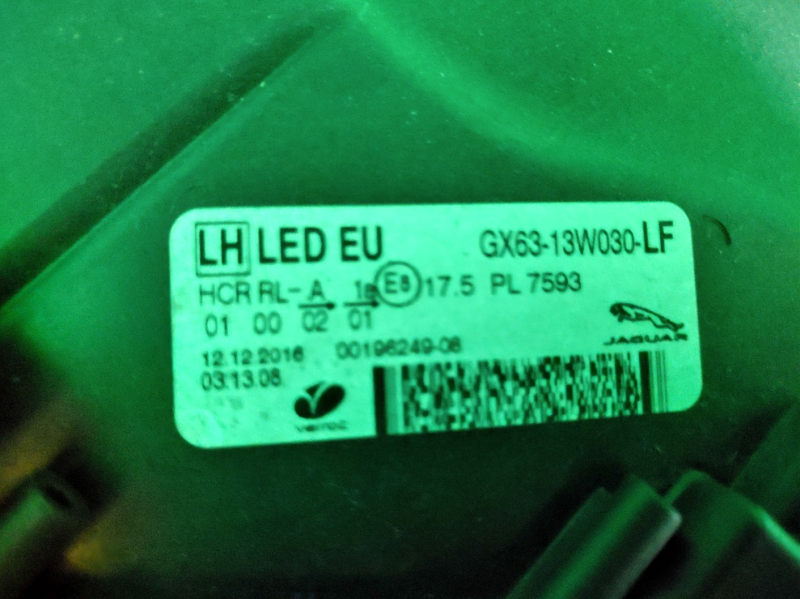 LH LED EU GX63-13W030-LF
HCR RL- A 1a E8 17.5 PL 7593
01 00 02 01
JAGUAR
12.12.2016 00196249-08
03:13:08
varroc